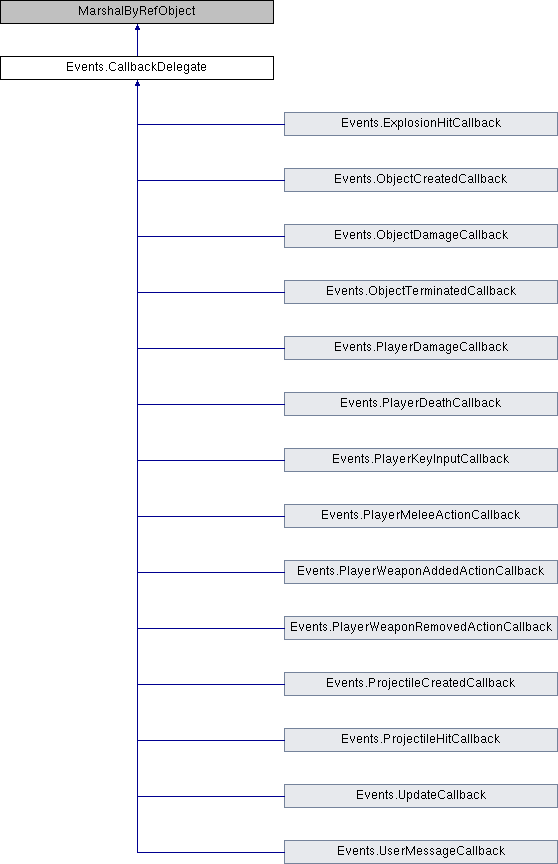 MarshalByRefObject
Events.CallbackDelegate
Events.ExplosionHitCallback
Events.ObjectCreatedCallback
Events.ObjectDamageCallback
Events.ObjectTerminatedCallback
Events.PlayerDamageCallback
Events.PlayerDeathCallback
Events.PlayerKeyInputCallback
Events.PlayerMeleeActionCallback
Events.PlayerWeaponAddedActionCallback
Events.PlayerWeaponRemovedActionCallback
Events.ProjectileCreatedCallback
Events.ProjectileHitCallback
Events.UpdateCallback
Events.UserMessageCallback